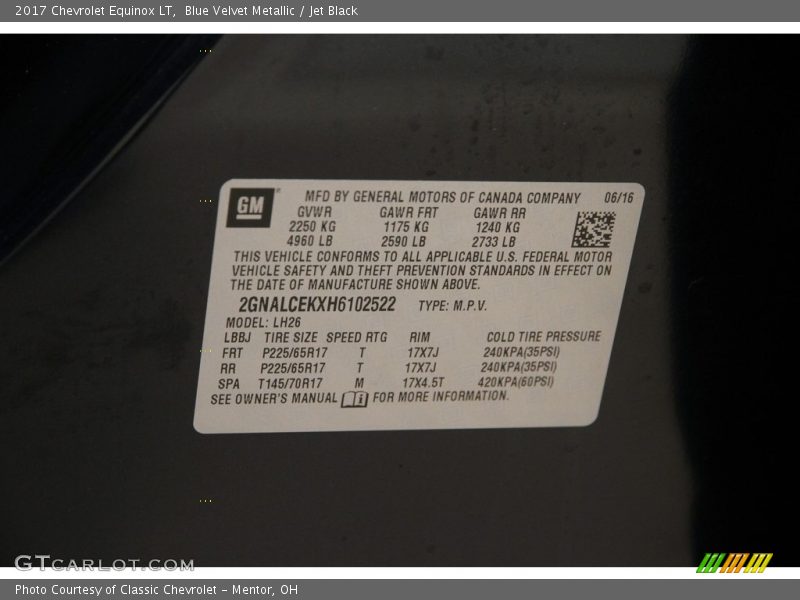 2017 Chevrolet Equinox LT, Blue Velvet Metallic / Jet Black
GM
MFD BY GENERAL MOTORS OF CANADA COMPANY 06/16
GVWR GAWR FRT GAWR RR
2250 KG 1175 KG 1240 KG
4960 LB 2590 LB 2733 LB
THIS VEHICLE CONFORMS TO ALL APPLICABLE U.S. FEDERAL MOTOR
VEHICLE SAFETY AND THEFT PREVENTION STANDARDS IN EFFECT ON
THE DATE OF MANUFACTURE SHOWN ABOVE.
2GNALCEKXH6102522 TYPE: M.P.V.
MODEL: LH26
LBBJ TIRE SIZE SPEED RTG RIM COLD TIRE PRESSURE
FRT P225/65R17 T 17X7J 240KPA(35PSI)
RR P225/65R17 T 17X7J 240KPA(35PSI)
SPA T145/70R17 M 17X4.5T 420KPA(60PSI)
SEE OWNER'S MANUAL FOR MORE INFORMATION.
GTCARLOT.COM
Photo Courtesy of Classic Chevrolet - Mentor, OH